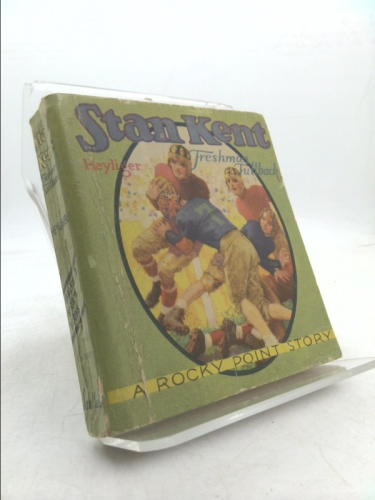 Stan Kent
Heyliger
Freshman
Fullback
A ROCKY POINT STORY